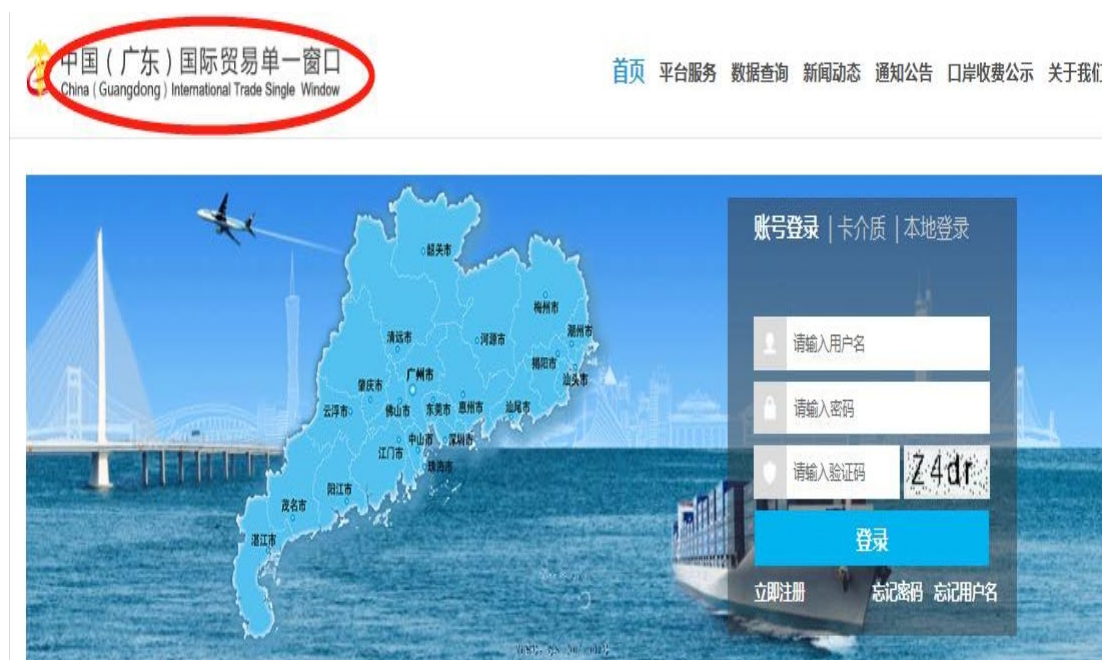 中国（广东）国际贸易单一窗口
China (Guangdong) International Trade Single Window
首页 平台服务 数据查询 新闻动态 通知公告 口岸收费公示 关于我们
账号登录 | 卡介质 | 本地登录
韶关市
梅州市
潮州市
清远市
河源市
揭阳市
汕头市
广州市
肇庆市
云浮市
佛山市
东莞市
惠州市
汕尾市
中山市
深圳市
江门市
珠海市
阳江市
茂名市
湛江市
请输入用户名
请输入密码
请输入验证码
Z4dr
登录
立即注册 忘记密码 忘记用户名